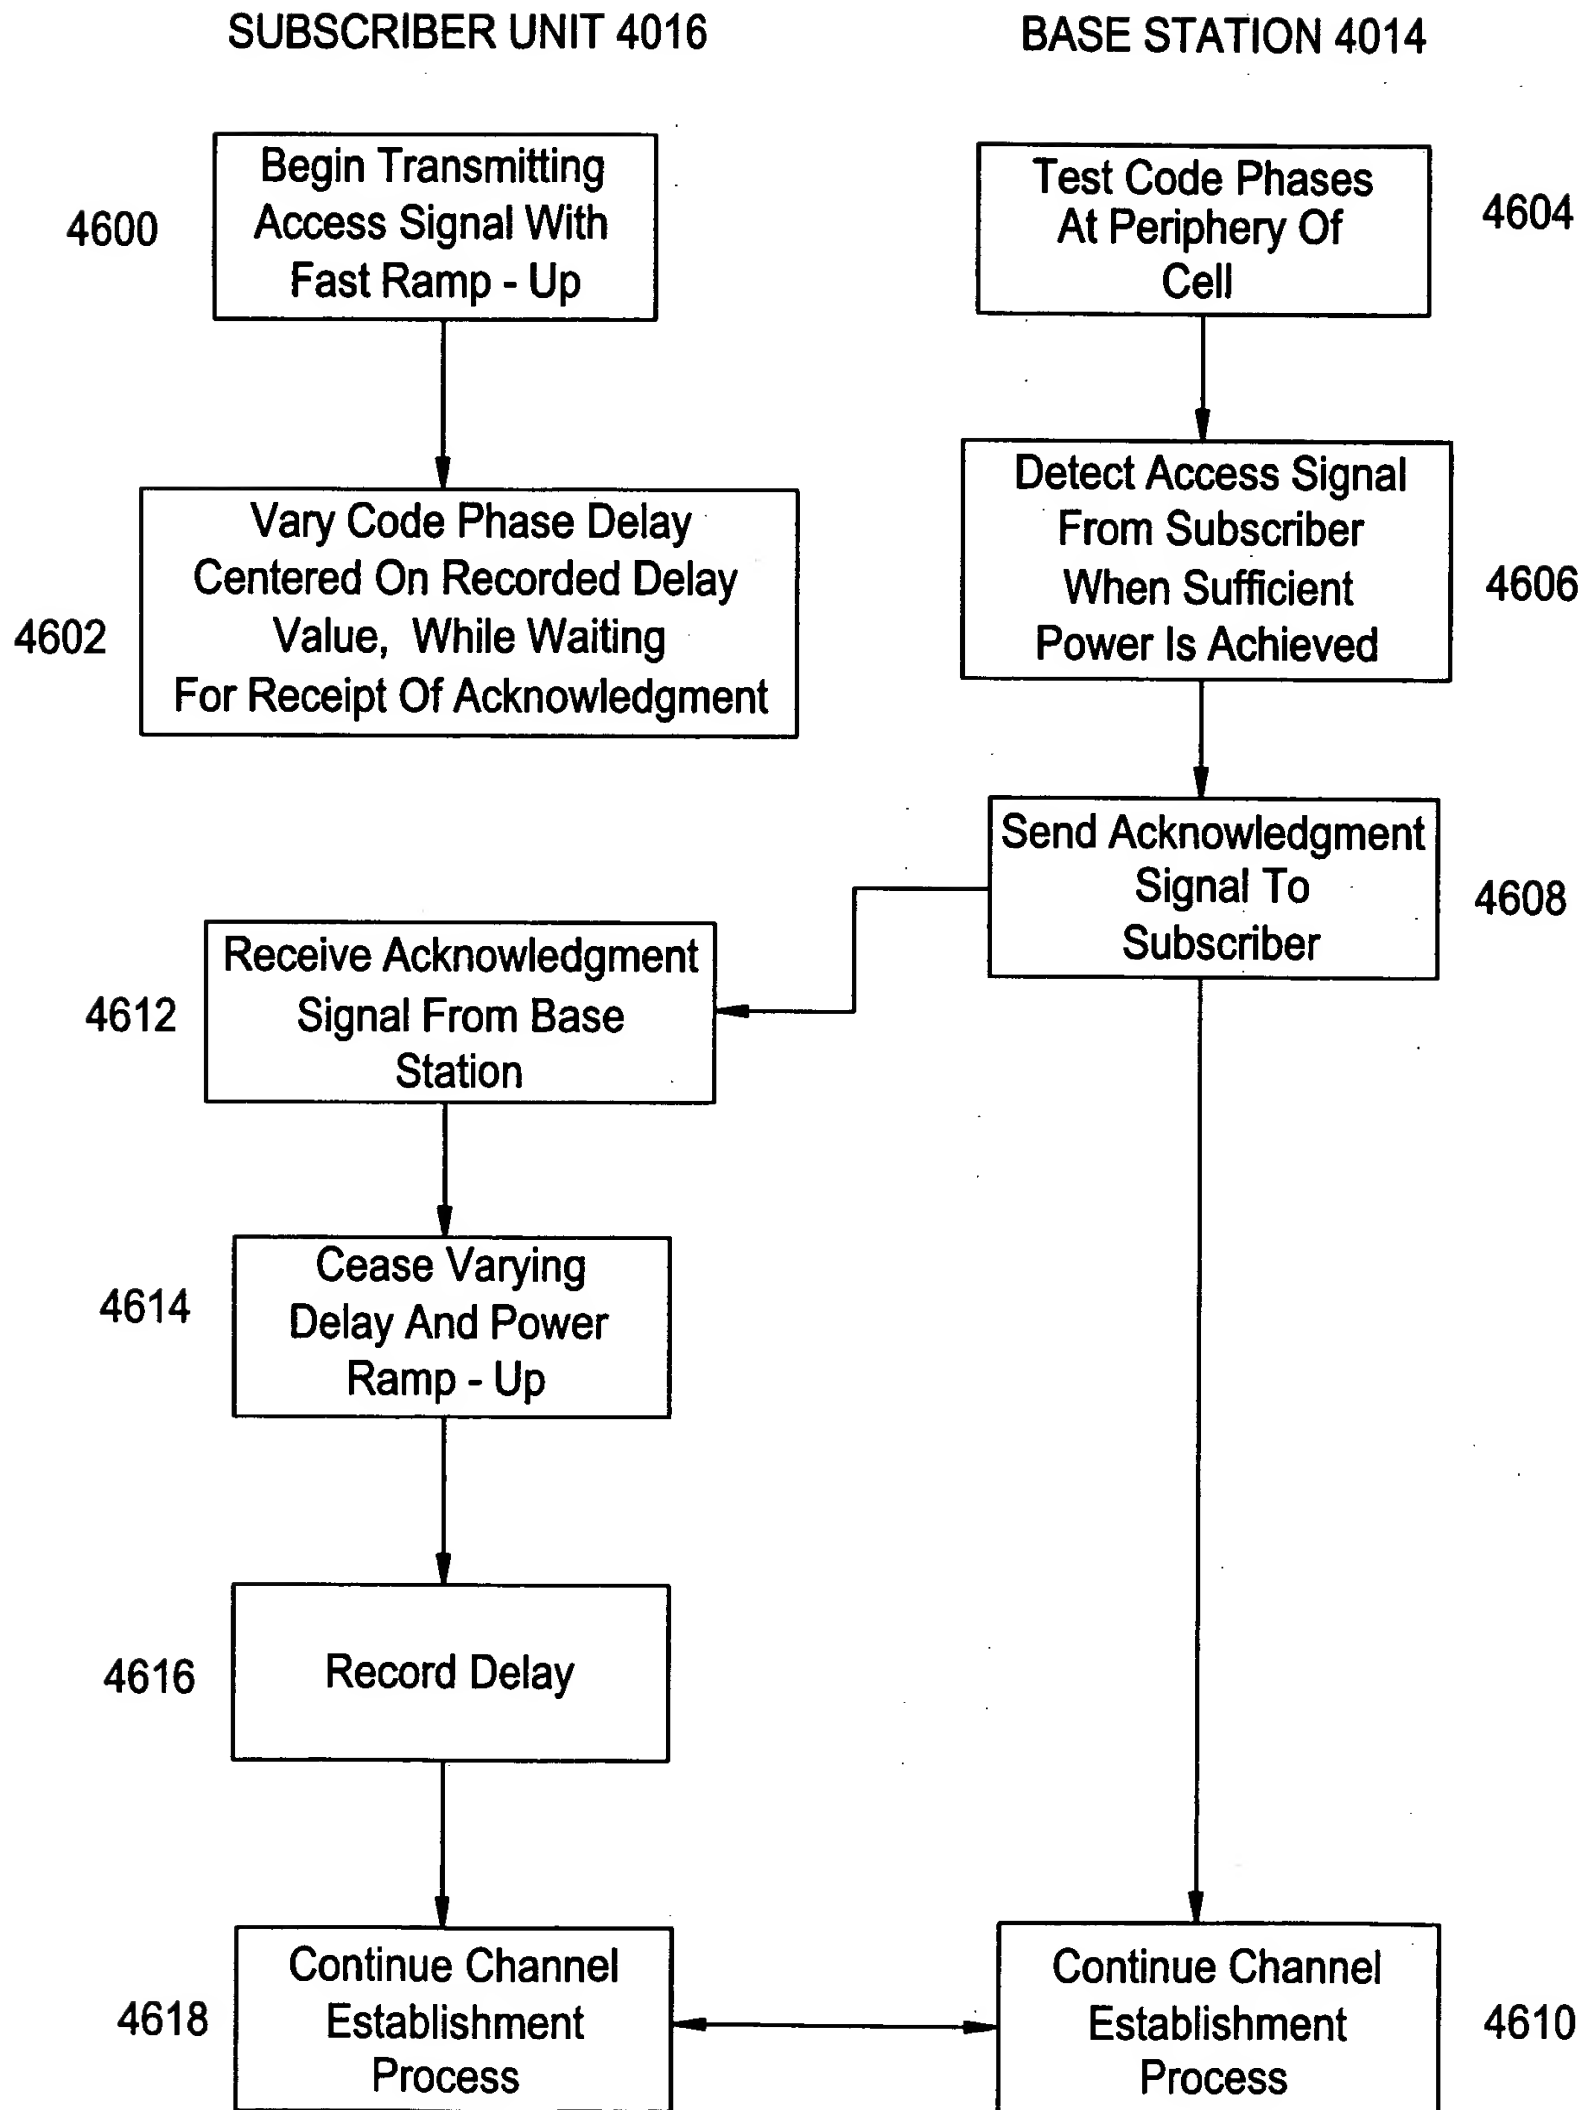 SUBSCRIBER UNIT 4016
BASE STATION 4014
4600
Begin Transmitting
Access Signal With
Fast Ramp - Up
Test Code Phases
At Periphery Of
Cell
4604
4602
Vary Code Phase Delay
Centered On Recorded Delay
Value, While Waiting
For Receipt Of Acknowledgment
Detect Access Signal
From Subscriber
When Sufficient
Power Is Achieved
4606
Send Acknowledgment
Signal To
Subscriber
4608
4612
Receive Acknowledgment
Signal From Base
Station
4614
Cease Varying
Delay And Power
Ramp - Up
4616
Record Delay
4618
Continue Channel
Establishment
Process
Continue Channel
Establishment
Process
4610